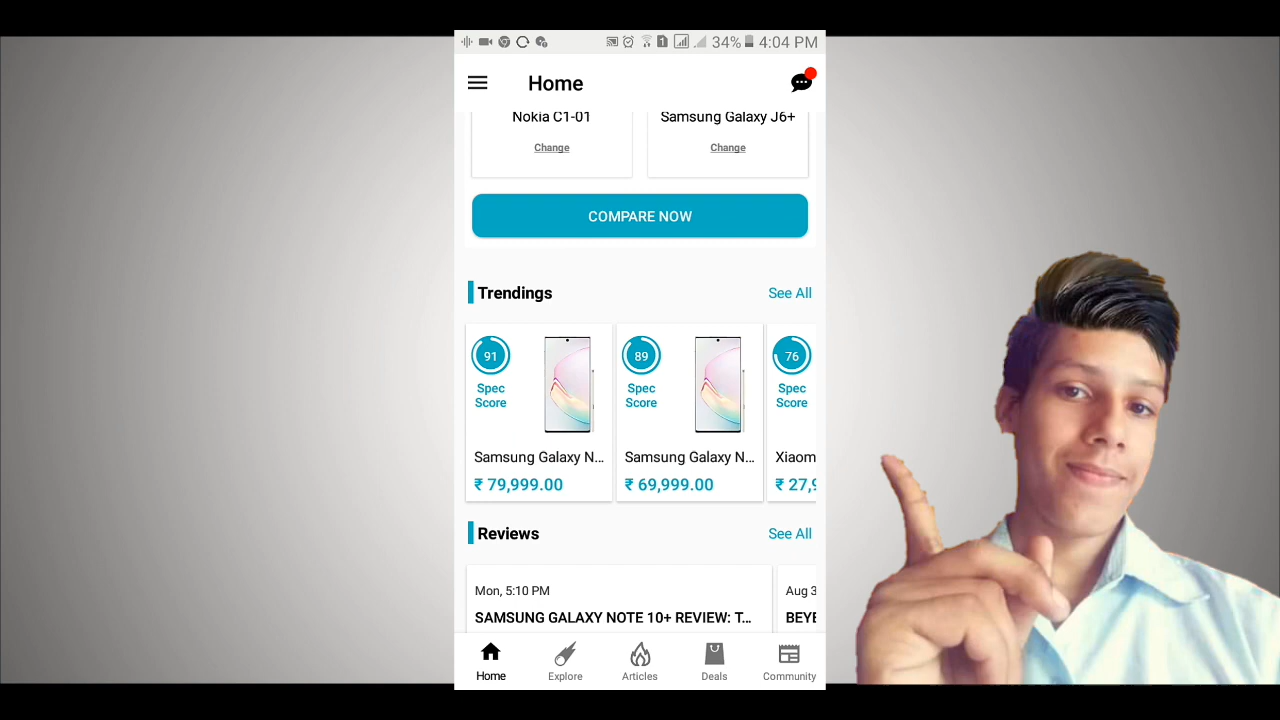 34% 4:04 PM
Home
Nokia C1-01
Samsung Galaxy J6+
Change
Change
COMPARE NOW
Trendings
See All
91
Spec
Score
Samsung Galaxy N...
₹ 79,999.00
89
Spec
Score
Samsung Galaxy N...
₹ 69,999.00
76
Spec
Score
Xiaom
₹ 27,9
Reviews
See All
Mon, 5:10 PM
SAMSUNG GALAXY NOTE 10+ REVIEW: T...
Aug 3
BEYE
Home
Explore
Articles
Deals
Community